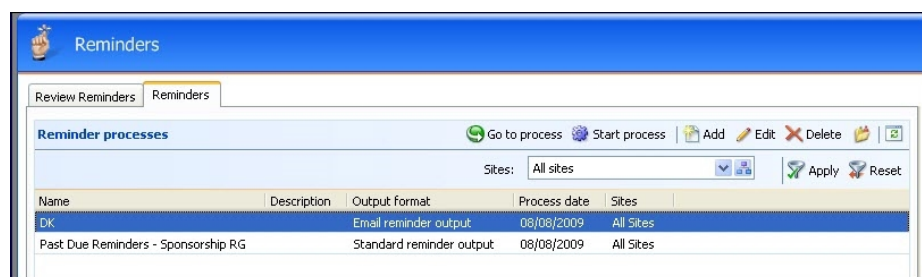 Reminders
Review Reminders Reminders
Reminder processes Go to process Start process Add Edit Delete
Sites: All sites Apply Reset
Name Description Output format Process date Sites
DK Email reminder output 08/08/2009 All Sites
Past Due Reminders - Sponsorship RG Standard reminder output 08/08/2009 All Sites